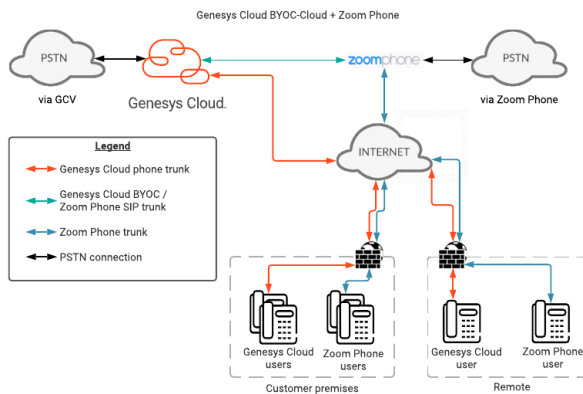 Genesys Cloud BYOC-Cloud + Zoom Phone
PSTN
via GCV
Genesys Cloud.
zoomphone
PSTN
via Zoom Phone
INTERNET
Legend
Genesys Cloud phone trunk
Genesys Cloud BYOC /
Zoom Phone SIP trunk
Zoom Phone trunk
PSTN connection
Genesys Cloud
users
Zoom Phone
users
Customer premises
Genesys Cloud
user
Zoom Phone
user
Remote